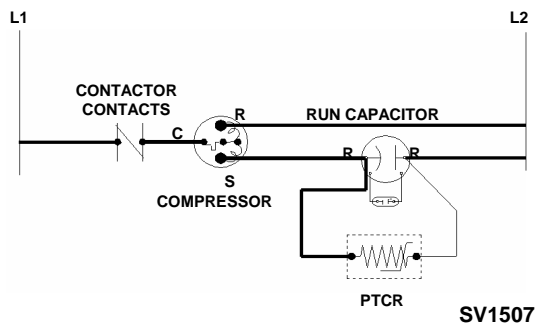 L1
L2
CONTACTOR
CONTACTS
R
RUN CAPACITOR
C
R
R
S
COMPRESSOR
PTCR
SV1507